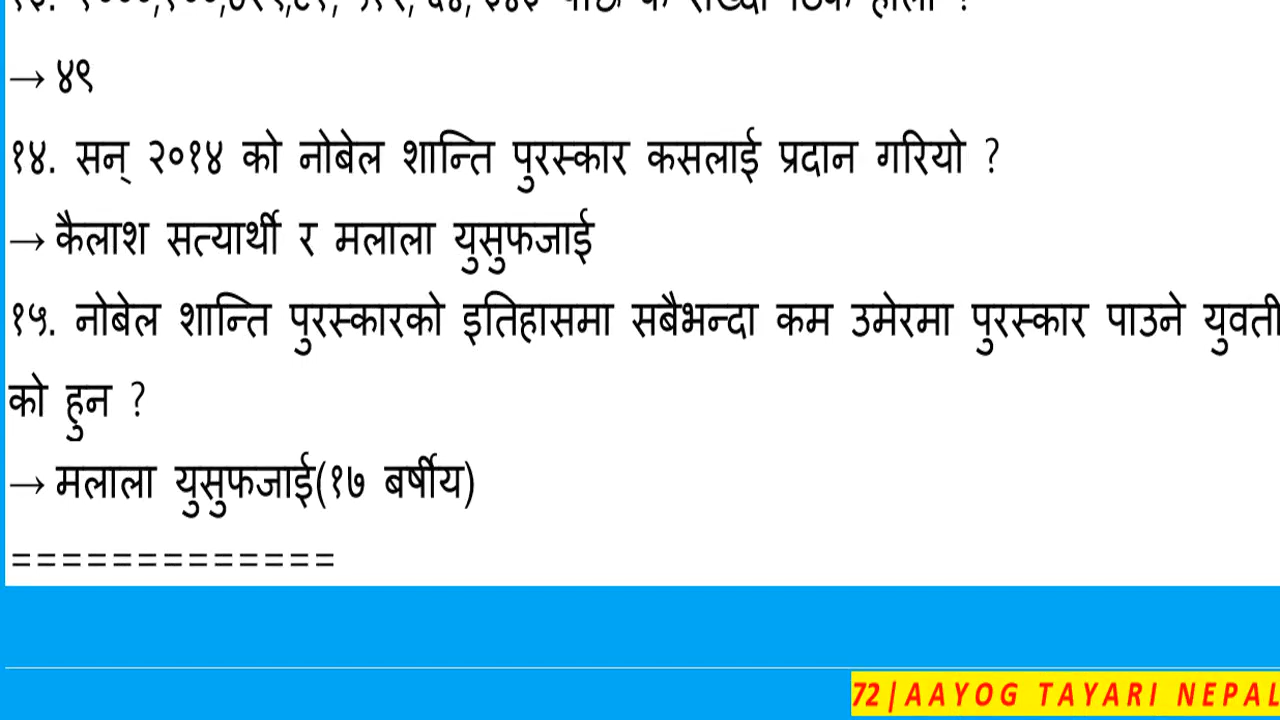 → ४९
१४. सन् २०१४ को नोबेल शान्ति पुरस्कार कसलाई प्रदान गरियो ?
→ कैलाश सत्यार्थी र मलाला युसुफजाई
१५. नोबेल शान्ति पुरस्कारको इतिहासमा सबैभन्दा कम उमेरमा पुरस्कार पाउने युवती
को हुन ?
→ मलाला युसुफजाई(१७ बर्षीय)
=============
72|AAYOG TAYARI NEPAL